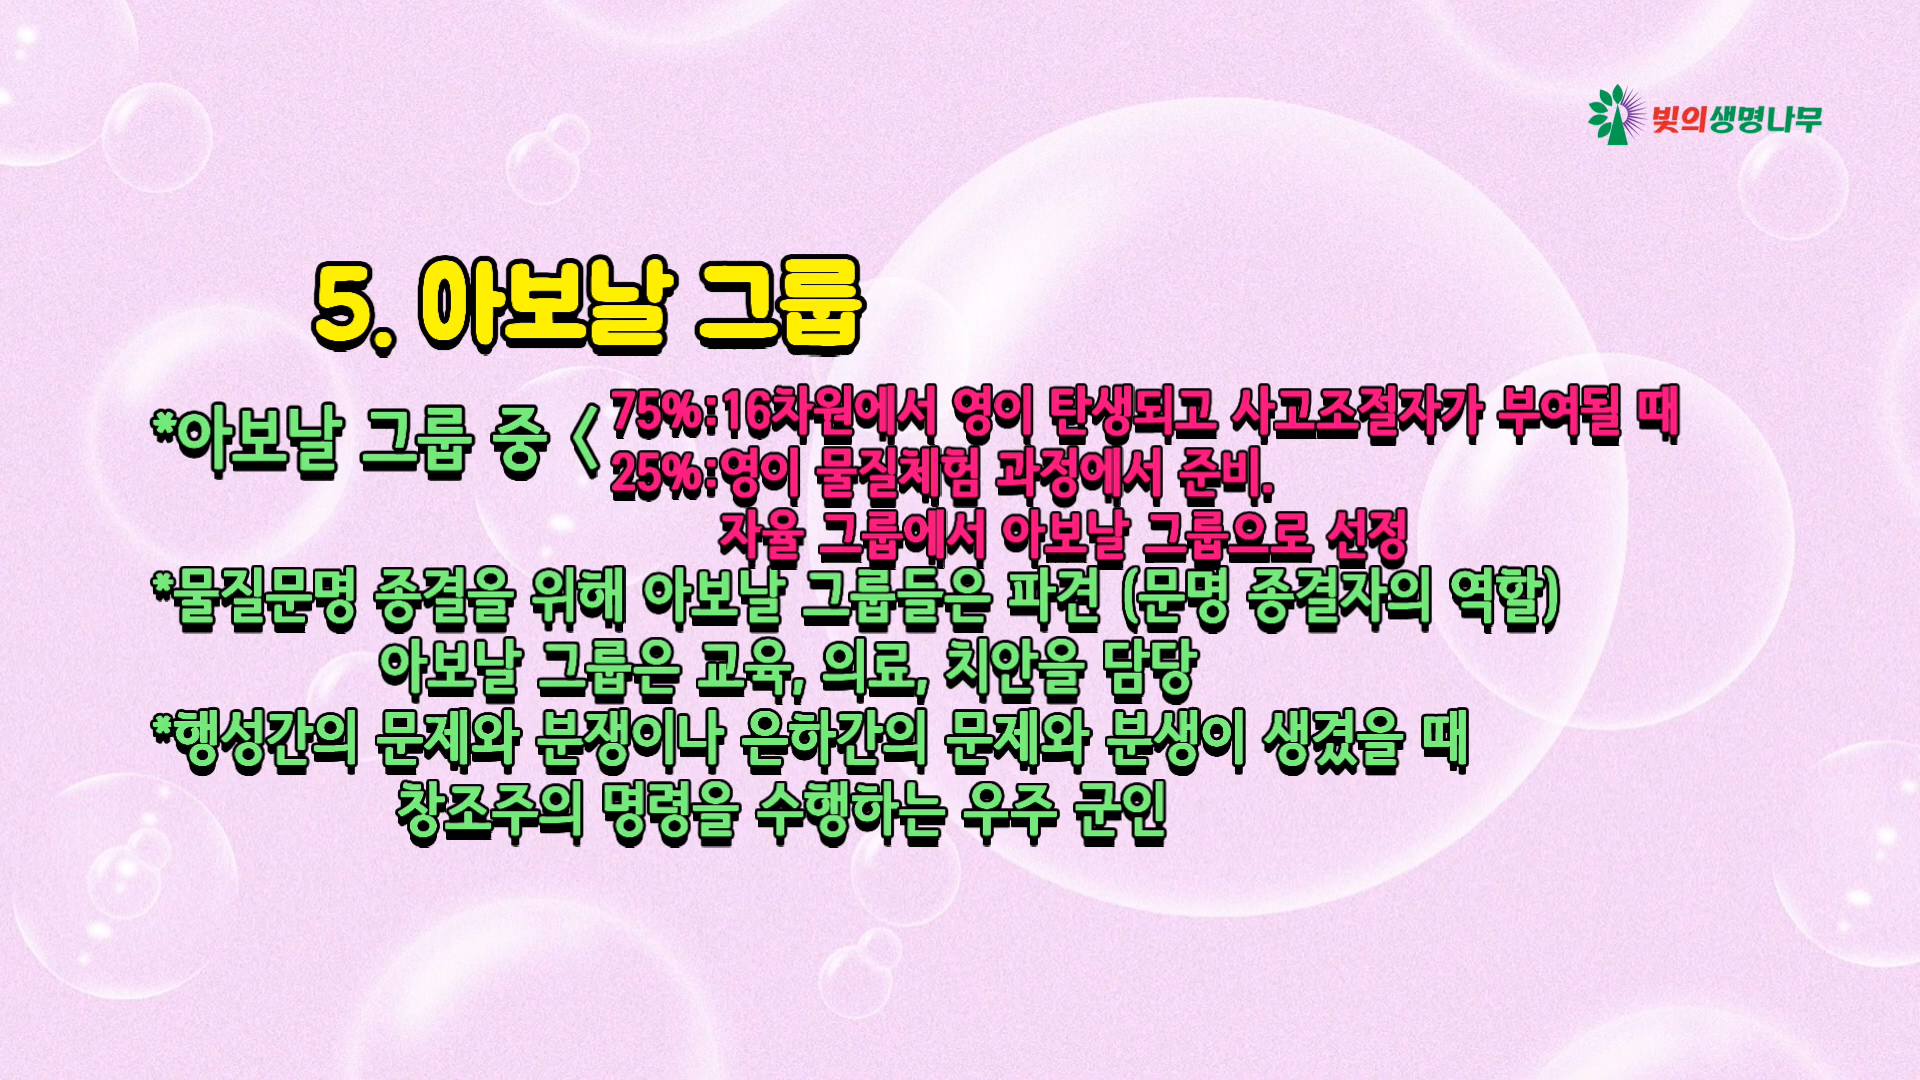 빛의생명나무
5. 아보날 그룹
*아보날 그룹 중 < 75%:16차원에서 영이 탄생되고 사고조절자가 부여될 때
25%:영이 물질체험 과정에서 준비.
자율 그룹에서 아보날 그룹으로 선정
*물질문명 종결을 위해 아보날 그룹들은 파견 (문명 종결자의 역할)
아보날 그룹은 교육, 의료, 치안을 담당
*행성간의 문제와 분쟁이나 은하간의 문제와 분생이 생겼을 때
창조주의 명령을 수행하는 우주 군인